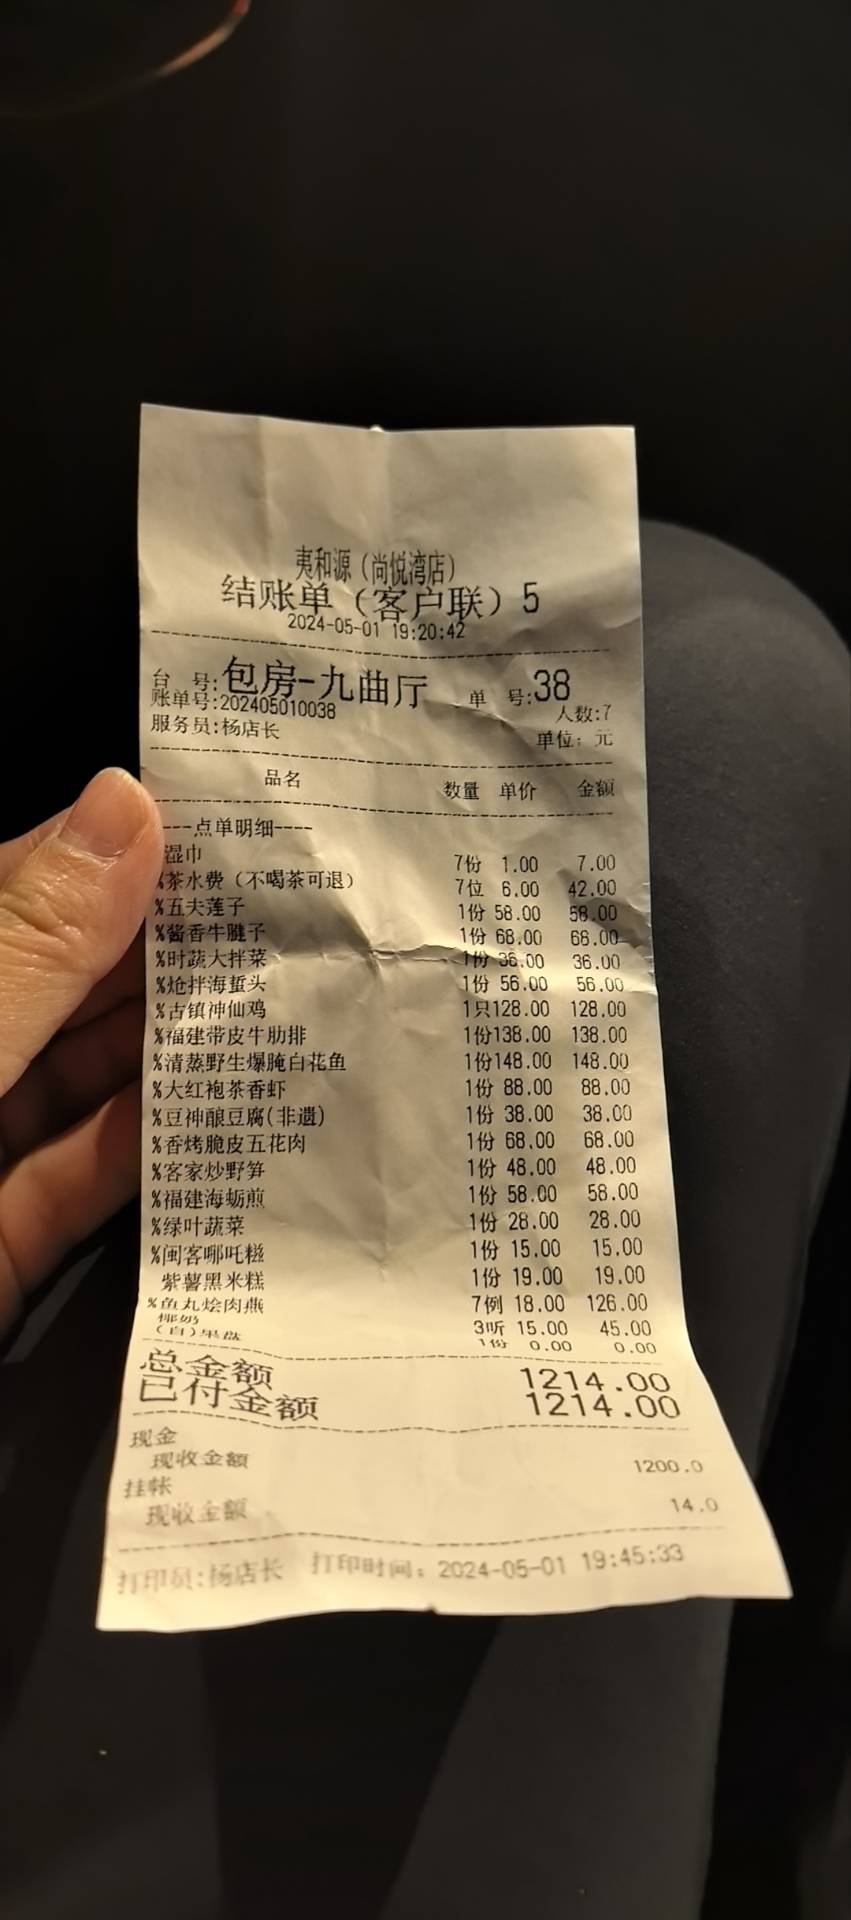 夷和源（尚悦湾店）
结账单（客户联）5
2024-05-01 19:20:42
台 号:包房-九曲厅 单 号:38
账单号:202405010038 人数:7
服务员:杨店长 单位: 元
品名 数量 单价 金额
----点单明细----
湿巾 7份 1.00 7.00
%茶水费（不喝茶可退） 7位 6.00 42.00
%五夫莲子 1份 58.00 58.00
%酱香牛腱子 1份 68.00 68.00
%时蔬大拌菜 1份 36.00 36.00
%炝拌海蜇头 1份 56.00 56.00
%古镇神仙鸡 1只128.00 128.00
%福建带皮牛肋排 1份138.00 138.00
%清蒸野生爆腌白花鱼 1份148.00 148.00
%大红袍茶香虾 1份 88.00 88.00
%豆神酿豆腐(非遗) 1份 38.00 38.00
%香烤脆皮五花肉 1份 68.00 68.00
%客家炒野笋 1份 48.00 48.00
%福建海蛎煎 1份 58.00 58.00
%绿叶蔬菜 1份 28.00 28.00
%闽客哪吒糍 1份 15.00 15.00
紫薯黑米糕 1份 19.00 19.00
%鱼丸烩肉燕 7例 18.00 126.00
椰奶 3听 15.00 45.00
(自)果盘 1份 0.00 0.00
总金额 1214.00
已付金额 1214.00
现金
现收金额 1200.0
挂帐
现收金额 14.0
打印员:杨店长 打印时间: 2024-05-01 19:45:33